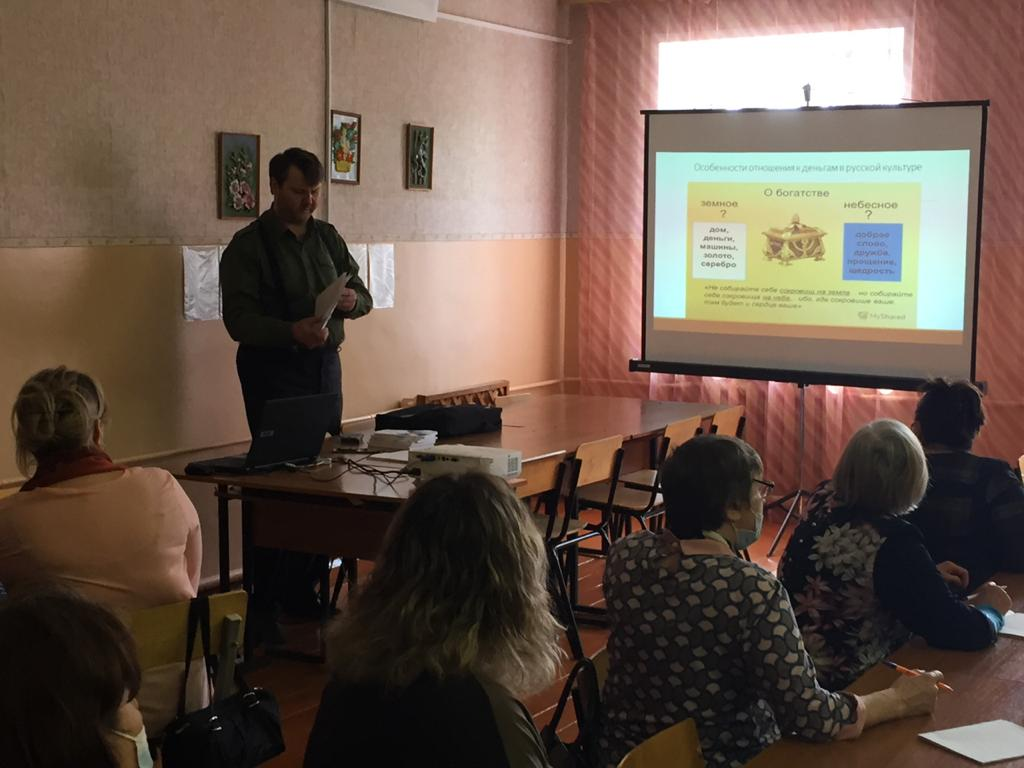 Особенности отношения к деньгам в русской культуре
О богатстве
земное
?
дом,
деньги,
машины,
золото,
серебро
небесное
?
доброе
слово,
дружба,
прощение,
щедрость
«Не собирайте себе сокровищ на земле... но собирайте
себе сокровища на небе... ибо, где сокровище ваше,
там будет и сердце ваше»
MyShared